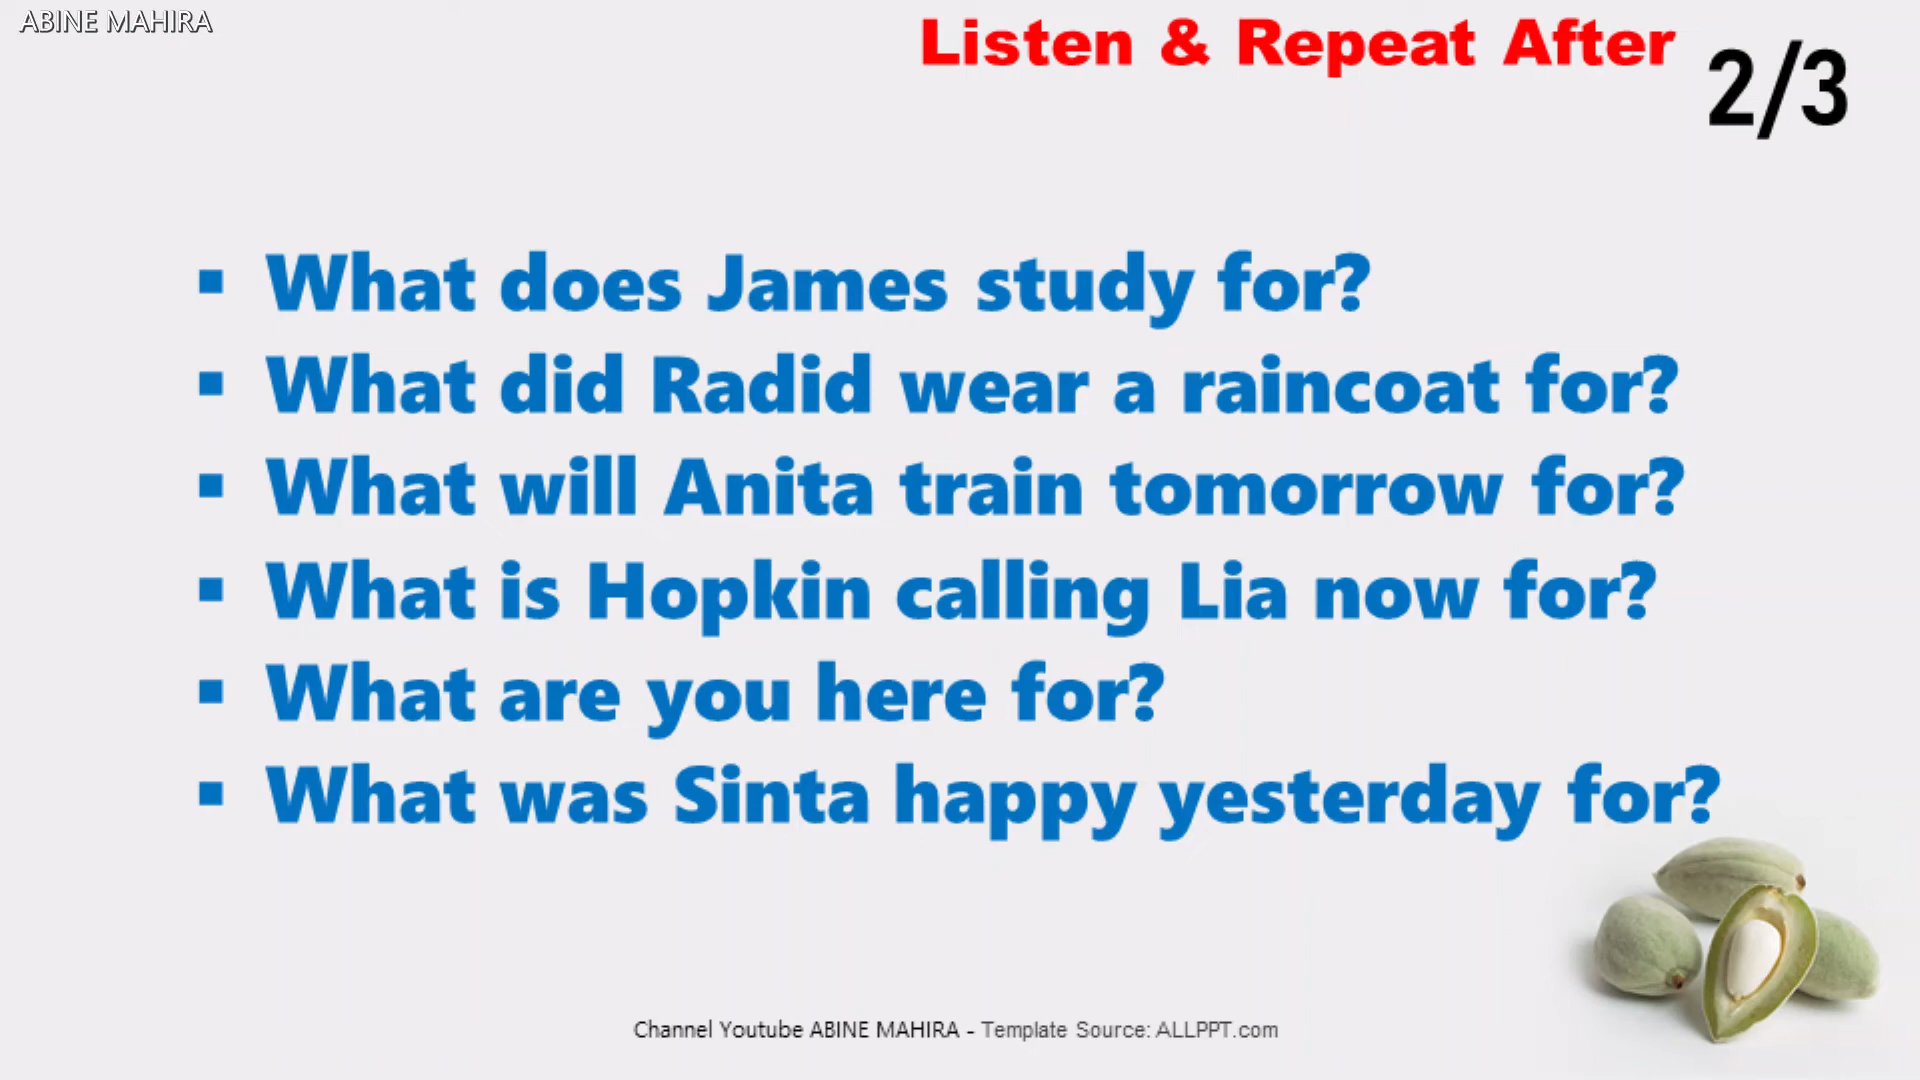 ABINE MAHIRA
Listen & Repeat After
2/3
▪ What does James study for?
▪ What did Radid wear a raincoat for?
▪ What will Anita train tomorrow for?
▪ What is Hopkin calling Lia now for?
▪ What are you here for?
▪ What was Sinta happy yesterday for?
Channel Youtube ABINE MAHIRA - Template Source: ALLPPT.com